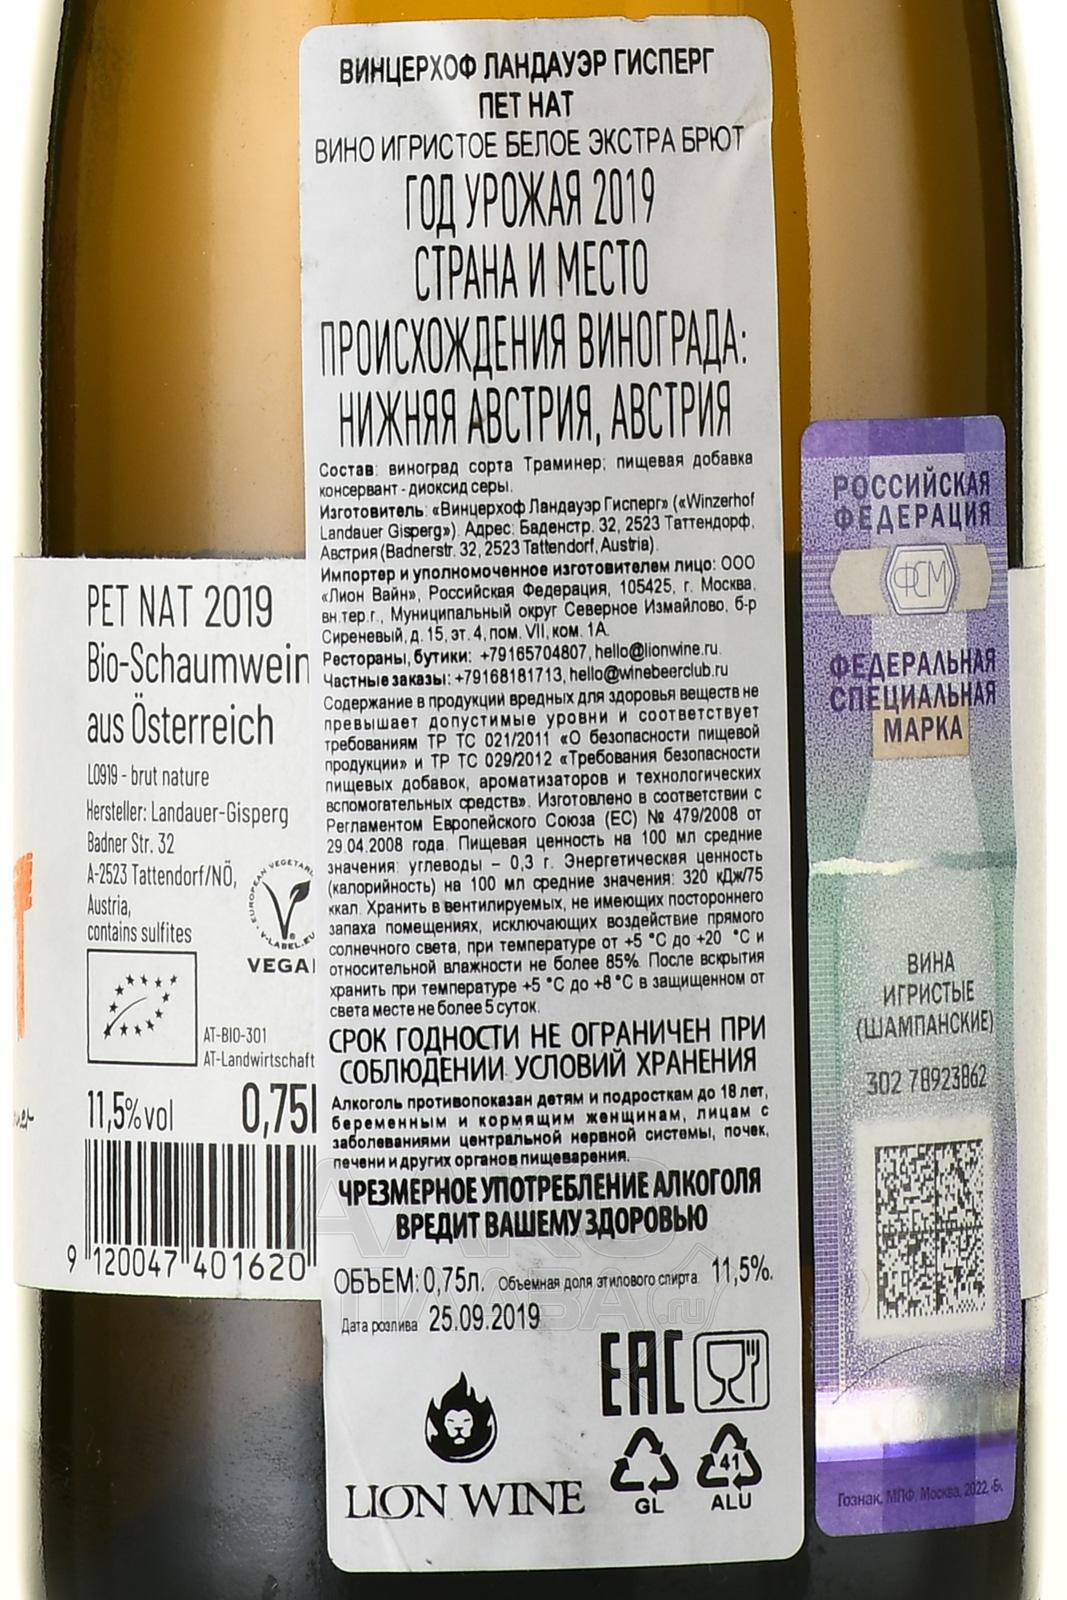 ВИНЦЕРХОФ ЛАНДАУЭР ГИСПЕРГ
ПЕТ НАТ
ВИНО ИГРИСТОЕ БЕЛОЕ ЭКСТРА БРЮТ
ГОД УРОЖАЯ 2019
СТРАНА И МЕСТО
ПРОИСХОЖДЕНИЯ ВИНОГРАДА:
НИЖНЯЯ АВСТРИЯ, АВСТРИЯ
Состав: виноград сорта Траминер; пищевая добавка
консервант - диоксид серы.
Изготовитель: «Винцерхоф Ландауэр Гисперг» («Winzerhof
Landauer Gisperg»). Адрес: Баденстр. 32, 2523 Таттендорф,
Австрия (Badnerstr. 32, 2523 Tattendorf, Austria).
Импортер и уполномоченное изготовителем лицо: ООО
«Лион Вайн», Российская Федерация, 105425, г. Москва,
вн.тер.г., Муниципальный округ Северное Измайлово, б-р
Сиреневый, д. 15, эт. 4, пом. VII, ком. 1А.
Рестораны, бутики: +79165704807, hello@lionwine.ru.
Частные заказы: +79168181713, hello@winebeerclub.ru
Содержание в продукции вредных для здоровья веществ не
превышает допустимые уровни и соответствует
требованиям ТР ТС 021/2011 «О безопасности пищевой
продукции» и ТР ТС 029/2012 «Требования безопасности
пищевых добавок, ароматизаторов и технологических
вспомогательных средств». Изготовлено в соответствии с
Регламентом Европейского Союза (ЕС) № 479/2008 от
29.04.2008 года. Пищевая ценность на 100 мл средние
значения: углеводы – 0,3 г. Энергетическая ценность
(калорийность) на 100 мл средние значения: 320 кДж/75
ккал. Хранить в вентилируемых, не имеющих постороннего
запаха помещениях, исключающих воздействие прямого
солнечного света, при температуре от +5 °С до +20 °С и
относительной влажности не более 85%. После вскрытия
хранить при температуре +5 °С до +8 °С в защищенном от
света месте не более 5 суток.
СРОК ГОДНОСТИ НЕ ОГРАНИЧЕН ПРИ
СОБЛЮДЕНИИ УСЛОВИЙ ХРАНЕНИЯ
Алкоголь противопоказан детям и подросткам до 18 лет,
беременным и кормящим женщинам, лицам с
заболеваниями центральной нервной системы, почек,
печени и других органов пищеварения.
ЧРЕЗМЕРНОЕ УПОТРЕБЛЕНИЕ АЛКОГОЛЯ
ВРЕДИТ ВАШЕМУ ЗДОРОВЬЮ
ОБЪЕМ: 0,75л. Объемная доля этилового спирта 11,5%.
Дата розлива 25.09.2019
EAC
LION WINE
GL
41
ALU
PET NAT 2019
Bio-Schaumwein
aus Österreich
L0919 - brut nature
Hersteller: Landauer-Gisperg
Badner Str. 32
A-2523 Tattendorf/NÖ,
Austria,
contains sulfites
EUROPEAN VEGETAR
V-LABEL.EU
VEGA
AT-BIO-301
AT-Landwirtschaft
11,5%vol 0,75l
9 120047 401620
РОССИЙСКАЯ
ФЕДЕРАЦИЯ
ФСМ
ФЕДЕРАЛЬНАЯ
СПЕЦИАЛЬНАЯ
МАРКА
ВИНА
ИГРИСТЫЕ
(ШАМПАНСКИЕ)
302 78923862
Гознак, МПФ, Москва, 2022, «Б».